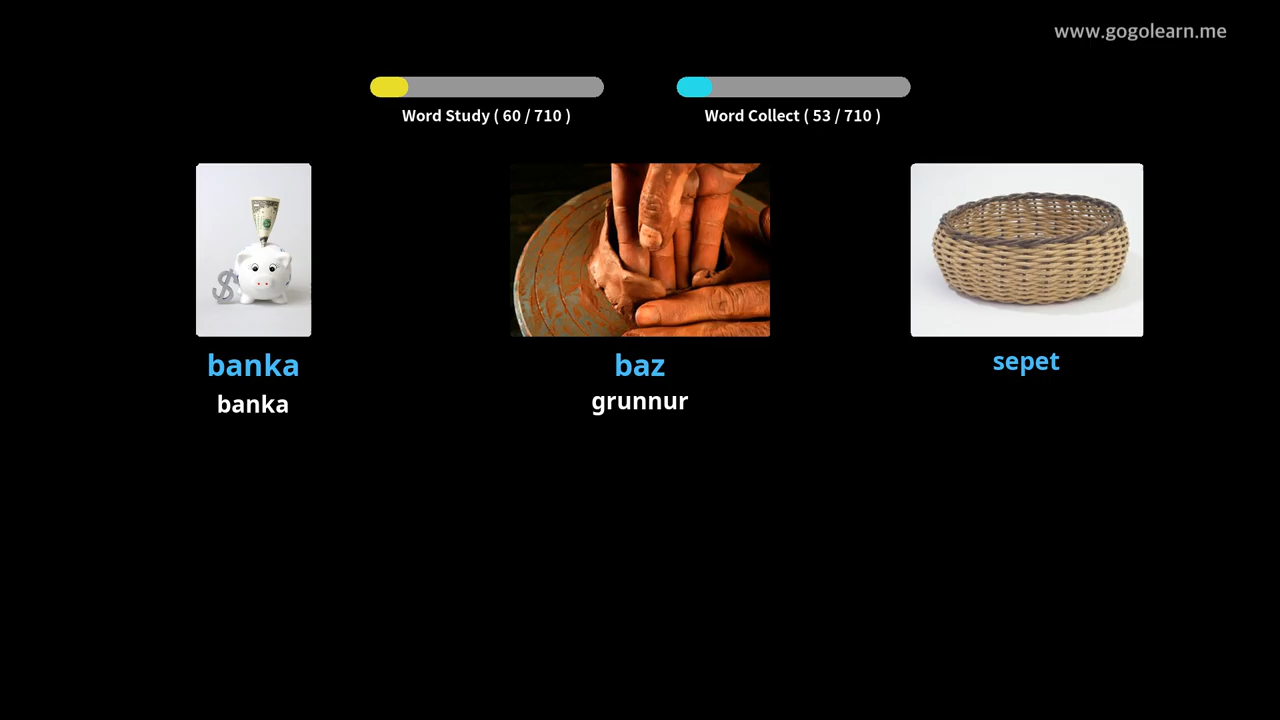 www.gogolearn.me
Word Study ( 60 / 710 )
Word Collect ( 53 / 710 )
banka
banka
baz
grunnur
sepet